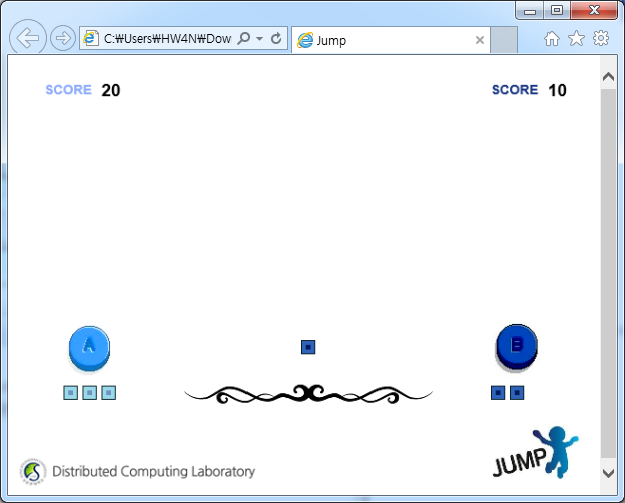 C:₩Users₩HW4N₩Dow
Jump
SCORE 20
SCORE 10
A
B
JUMP
Distributed Computing Laboratory